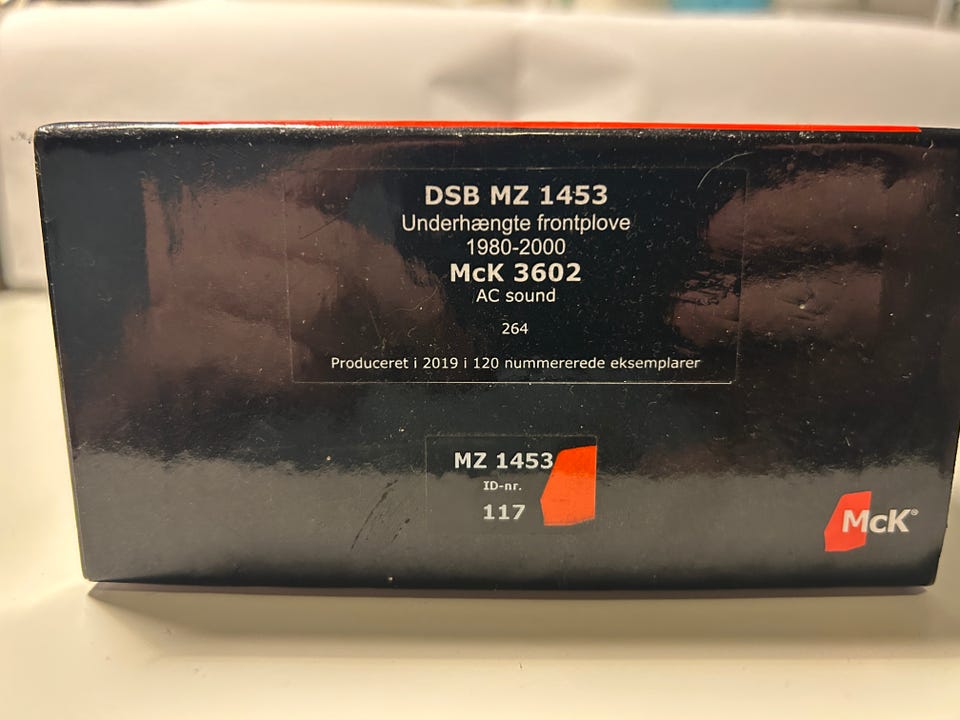 DSB MZ 1453
Underhængte frontplove
1980-2000
McK 3602
AC sound
264
Produceret i 2019 i 120 nummererede eksemplarer
MZ 1453
ID-nr.
117
McK®